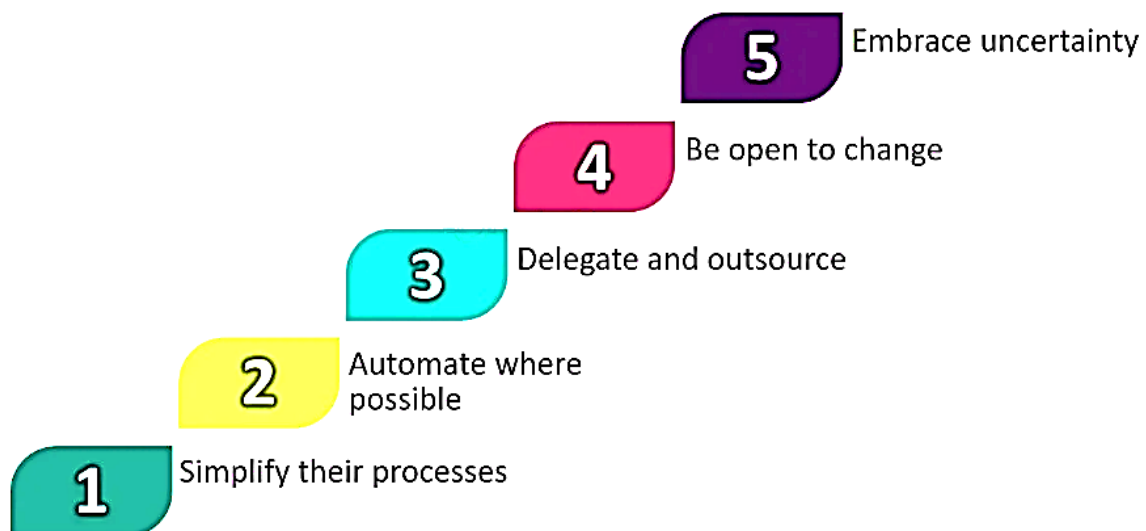 5
Embrace uncertainty
4
Be open to change
3
Delegate and outsource
2
Automate where
possible
1
Simplify their processes